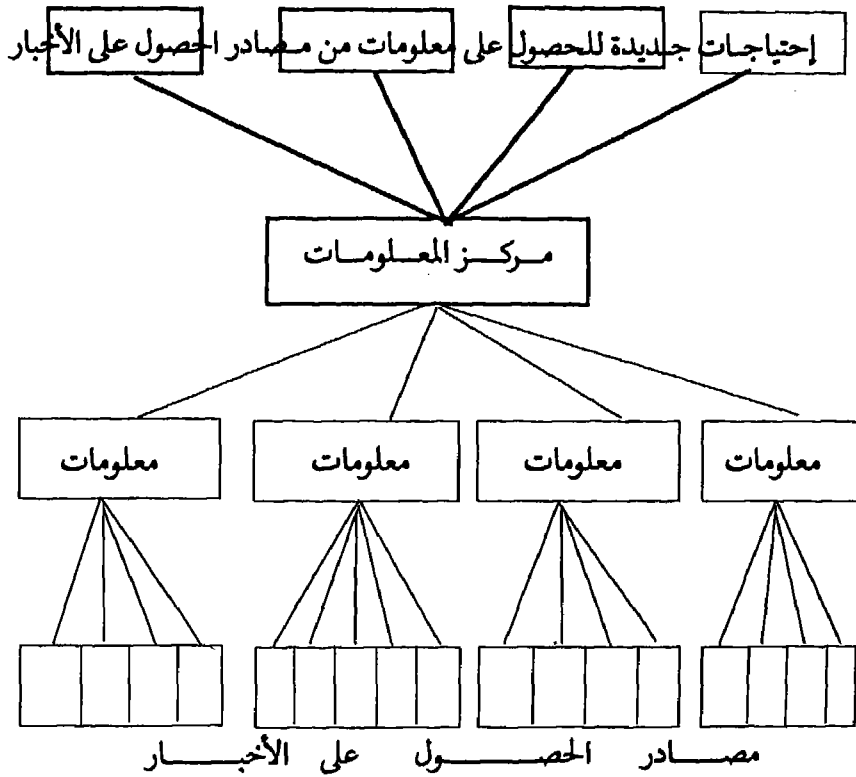 إحتياجات جديدة للحصول على معلومات من مصادر الحصول على الأخبار
مركز المعلومات
معلومات معلومات معلومات معلومات
مصادر الحصول على الأخبار